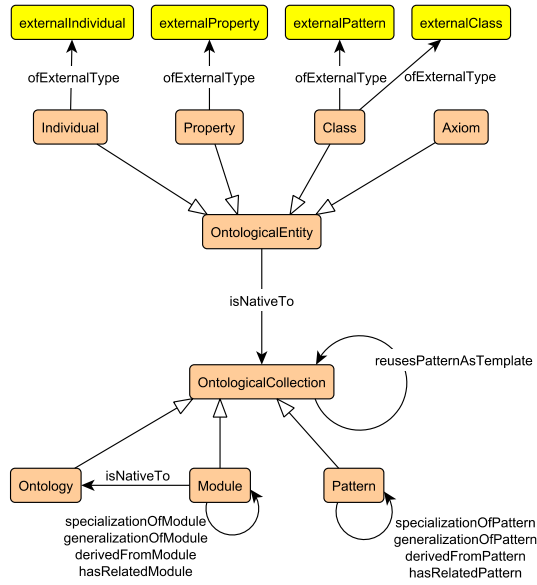 externalIndividual
externalProperty
externalPattern
externalClass
ofExternalType
ofExternalType
ofExternalType
ofExternalType
Individual
Property
Class
Axiom
OntologicalEntity
isNativeTo
reusesPatternAsTemplate
OntologicalCollection
isNativeTo
Ontology
Module
Pattern
specializationOfModule
generalizationOfModule
derivedFromModule
hasRelatedModule
specializationOfPattern
generalizationOfPattern
derivedFromPattern
hasRelatedPattern